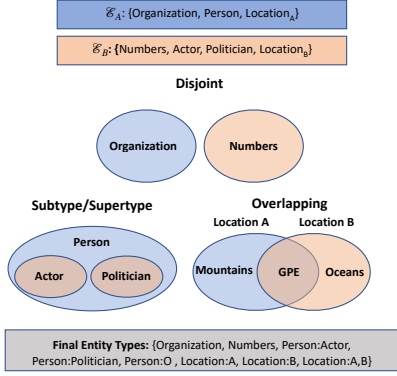 ℰA: {Organization, Person, LocationA}
ℰB: {Numbers, Actor, Politician, LocationB}
Disjoint
Organization
Numbers
Subtype/Supertype
Person
Actor
Politician
Overlapping
Location A
Location B
Mountains
GPE
Oceans
Final Entity Types: {Organization, Numbers, Person:Actor,
Person:Politician, Person:O , Location:A, Location:B, Location:A,B}